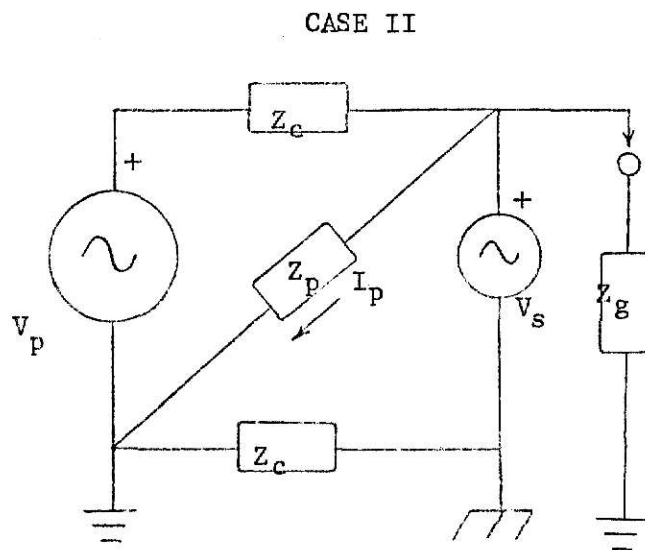 CASE II
Z_c
+
+
Z_p
I_p
V_p
V_s
Z_g
Z_c